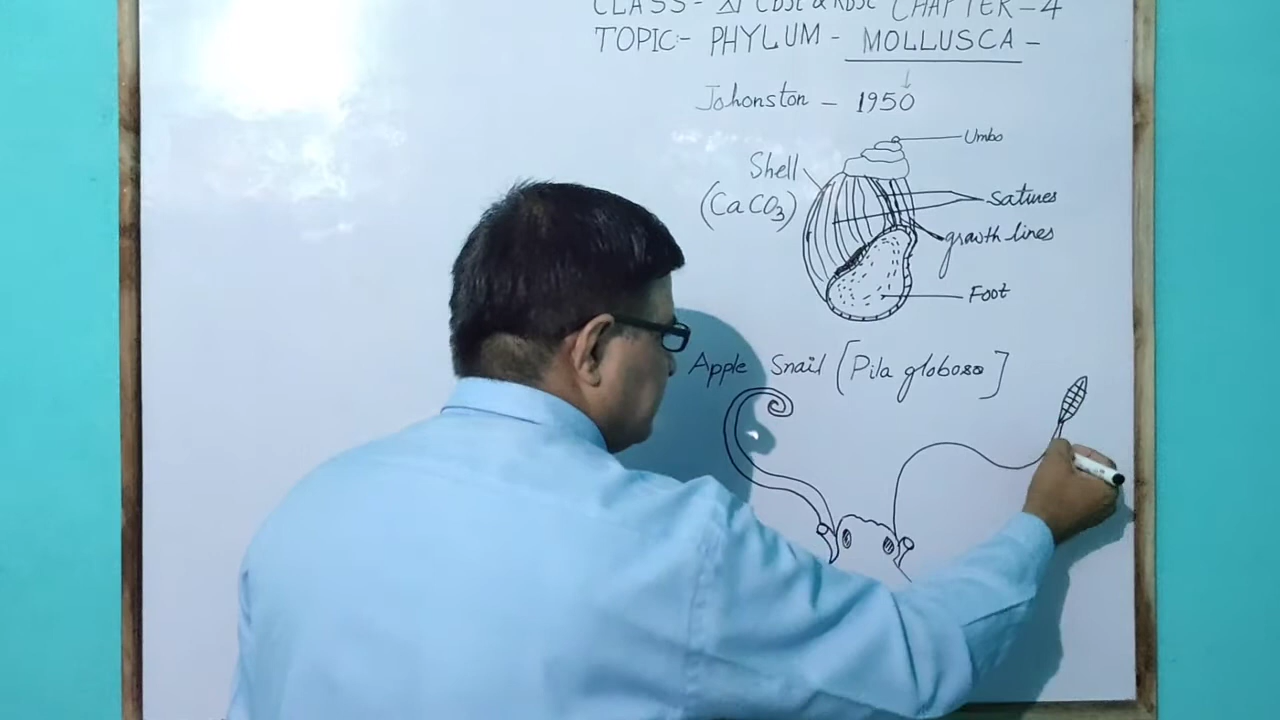 CLASS - XI CBSE & RBSE CHAPTER - 4
TOPIC:- PHYLUM - MOLLUSCA -
Johonston - 1950
Umbo
Shell
(CaCO3)
Satures
growth lines
Foot
Apple Snail [Pila globosa]